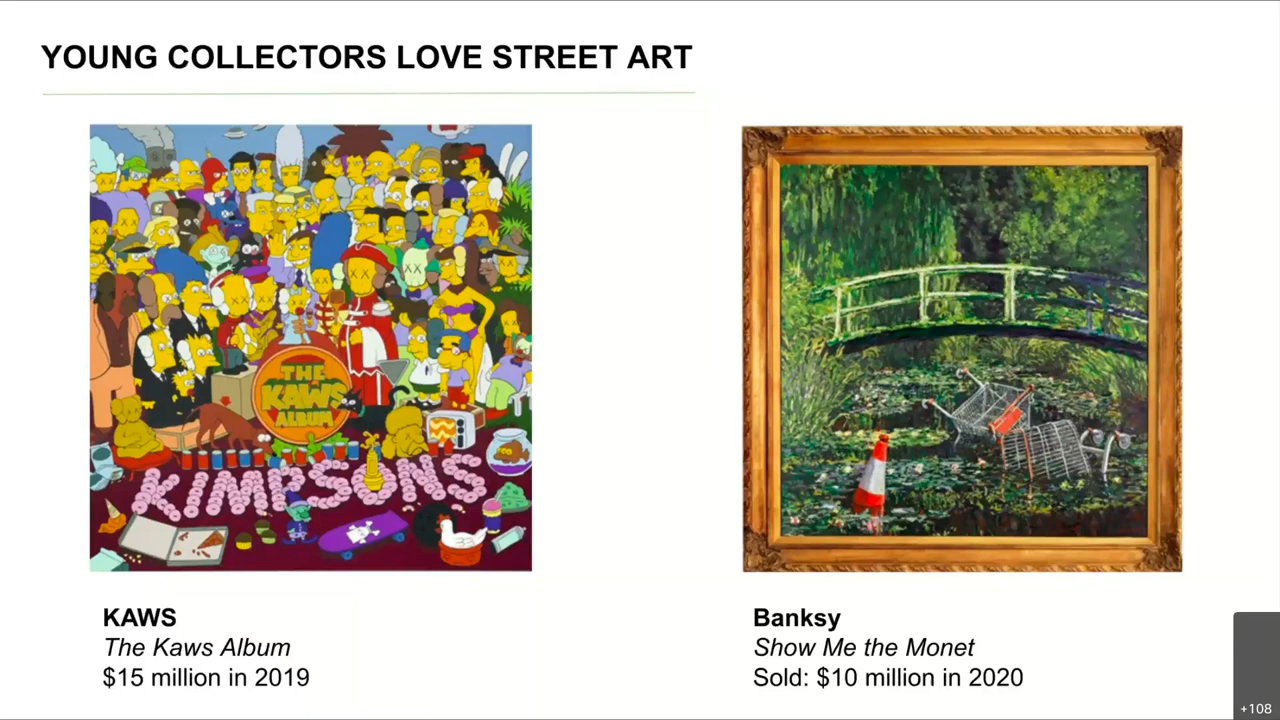 YOUNG COLLECTORS LOVE STREET ART
THE
KAWS
ALBUM
KIMPSONS
KAWS
The Kaws Album
$15 million in 2019
Banksy
Show Me the Monet
Sold: $10 million in 2020
+108